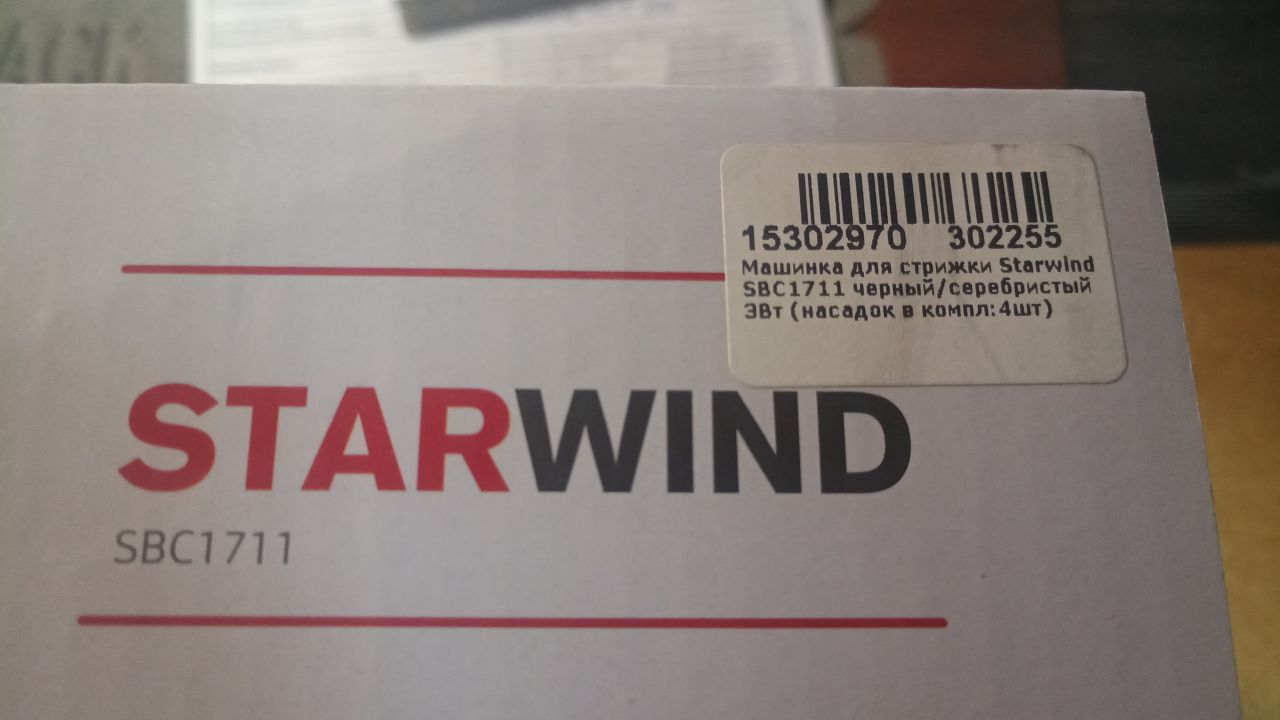 15302970 302255
Машинка для стрижки Starwind
SBC1711 черный/серебристый
3Вт (насадок в компл:4шт)
STARWIND
SBC1711